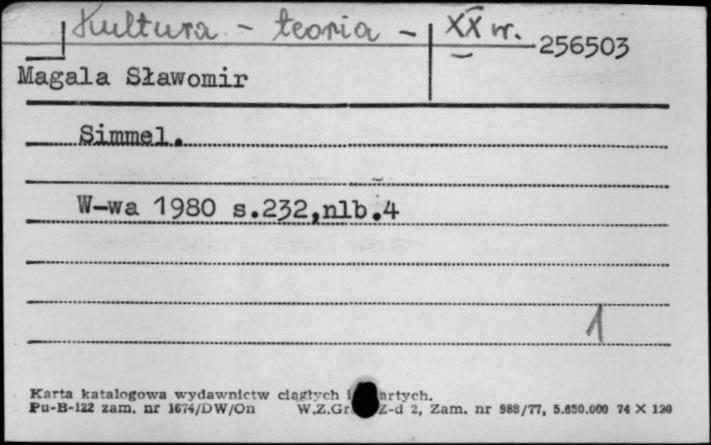 Kultura - teoria - XX w.
256503
Magala Sławomir
Simmel.
W-wa 1980 s.232,nlb.4
1
Karta katalogowa wydawnictw ciągłych i artych.
Pu-B-122 zam. nr 1674/DW/On W.Z.Gr Z-d 2, Zam. nr 988/77, 5.650.000 74 X 120